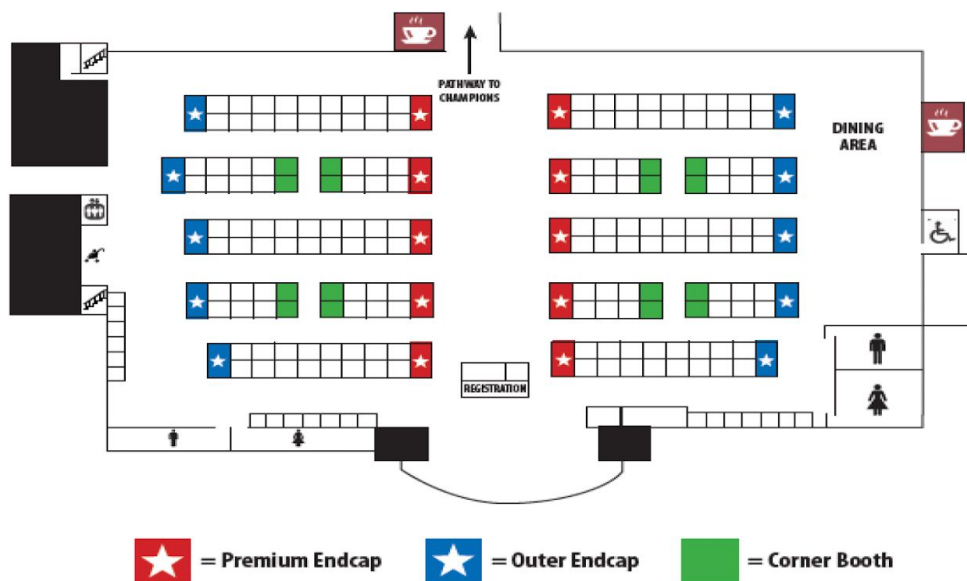 PATHWAY TO
CHAMPIONS
DINING
AREA
REGISTRATION
= Premium Endcap
= Outer Endcap
= Corner Booth